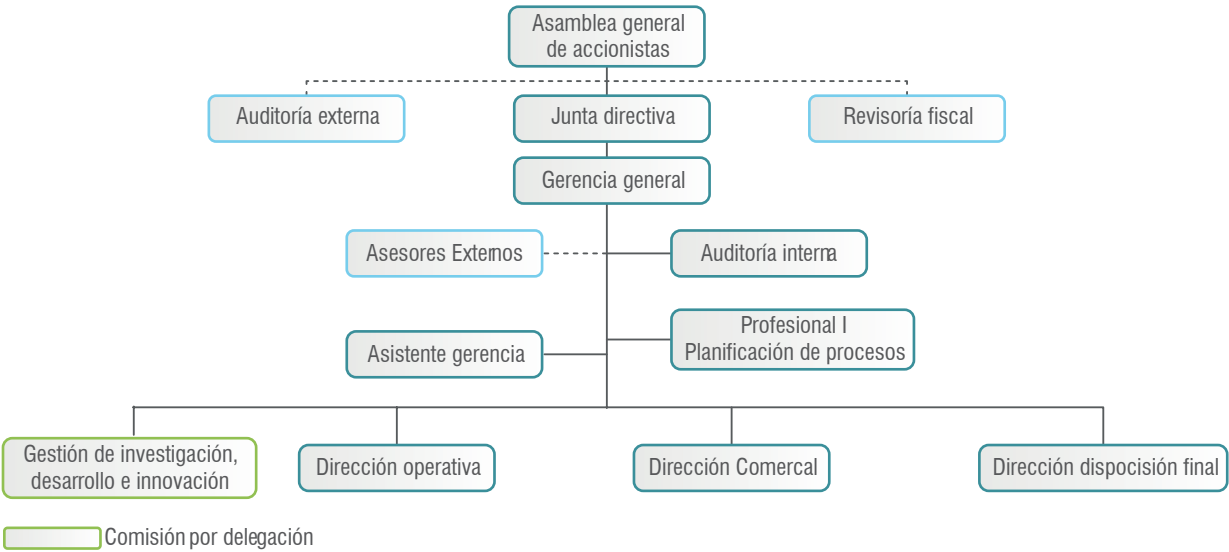 Asamblea general
de accionistas
Auditoría externa
Junta directiva
Revisoría fiscal
Gerencia general
Asesores Externos
Auditoría interna
Profesional I
Planificación de procesos
Asistente gerencia
Gestión de investigación,
desarrollo e innovación
Dirección operativa
Dirección Comercal
Dirección dispocisión final
Comisión por delegación